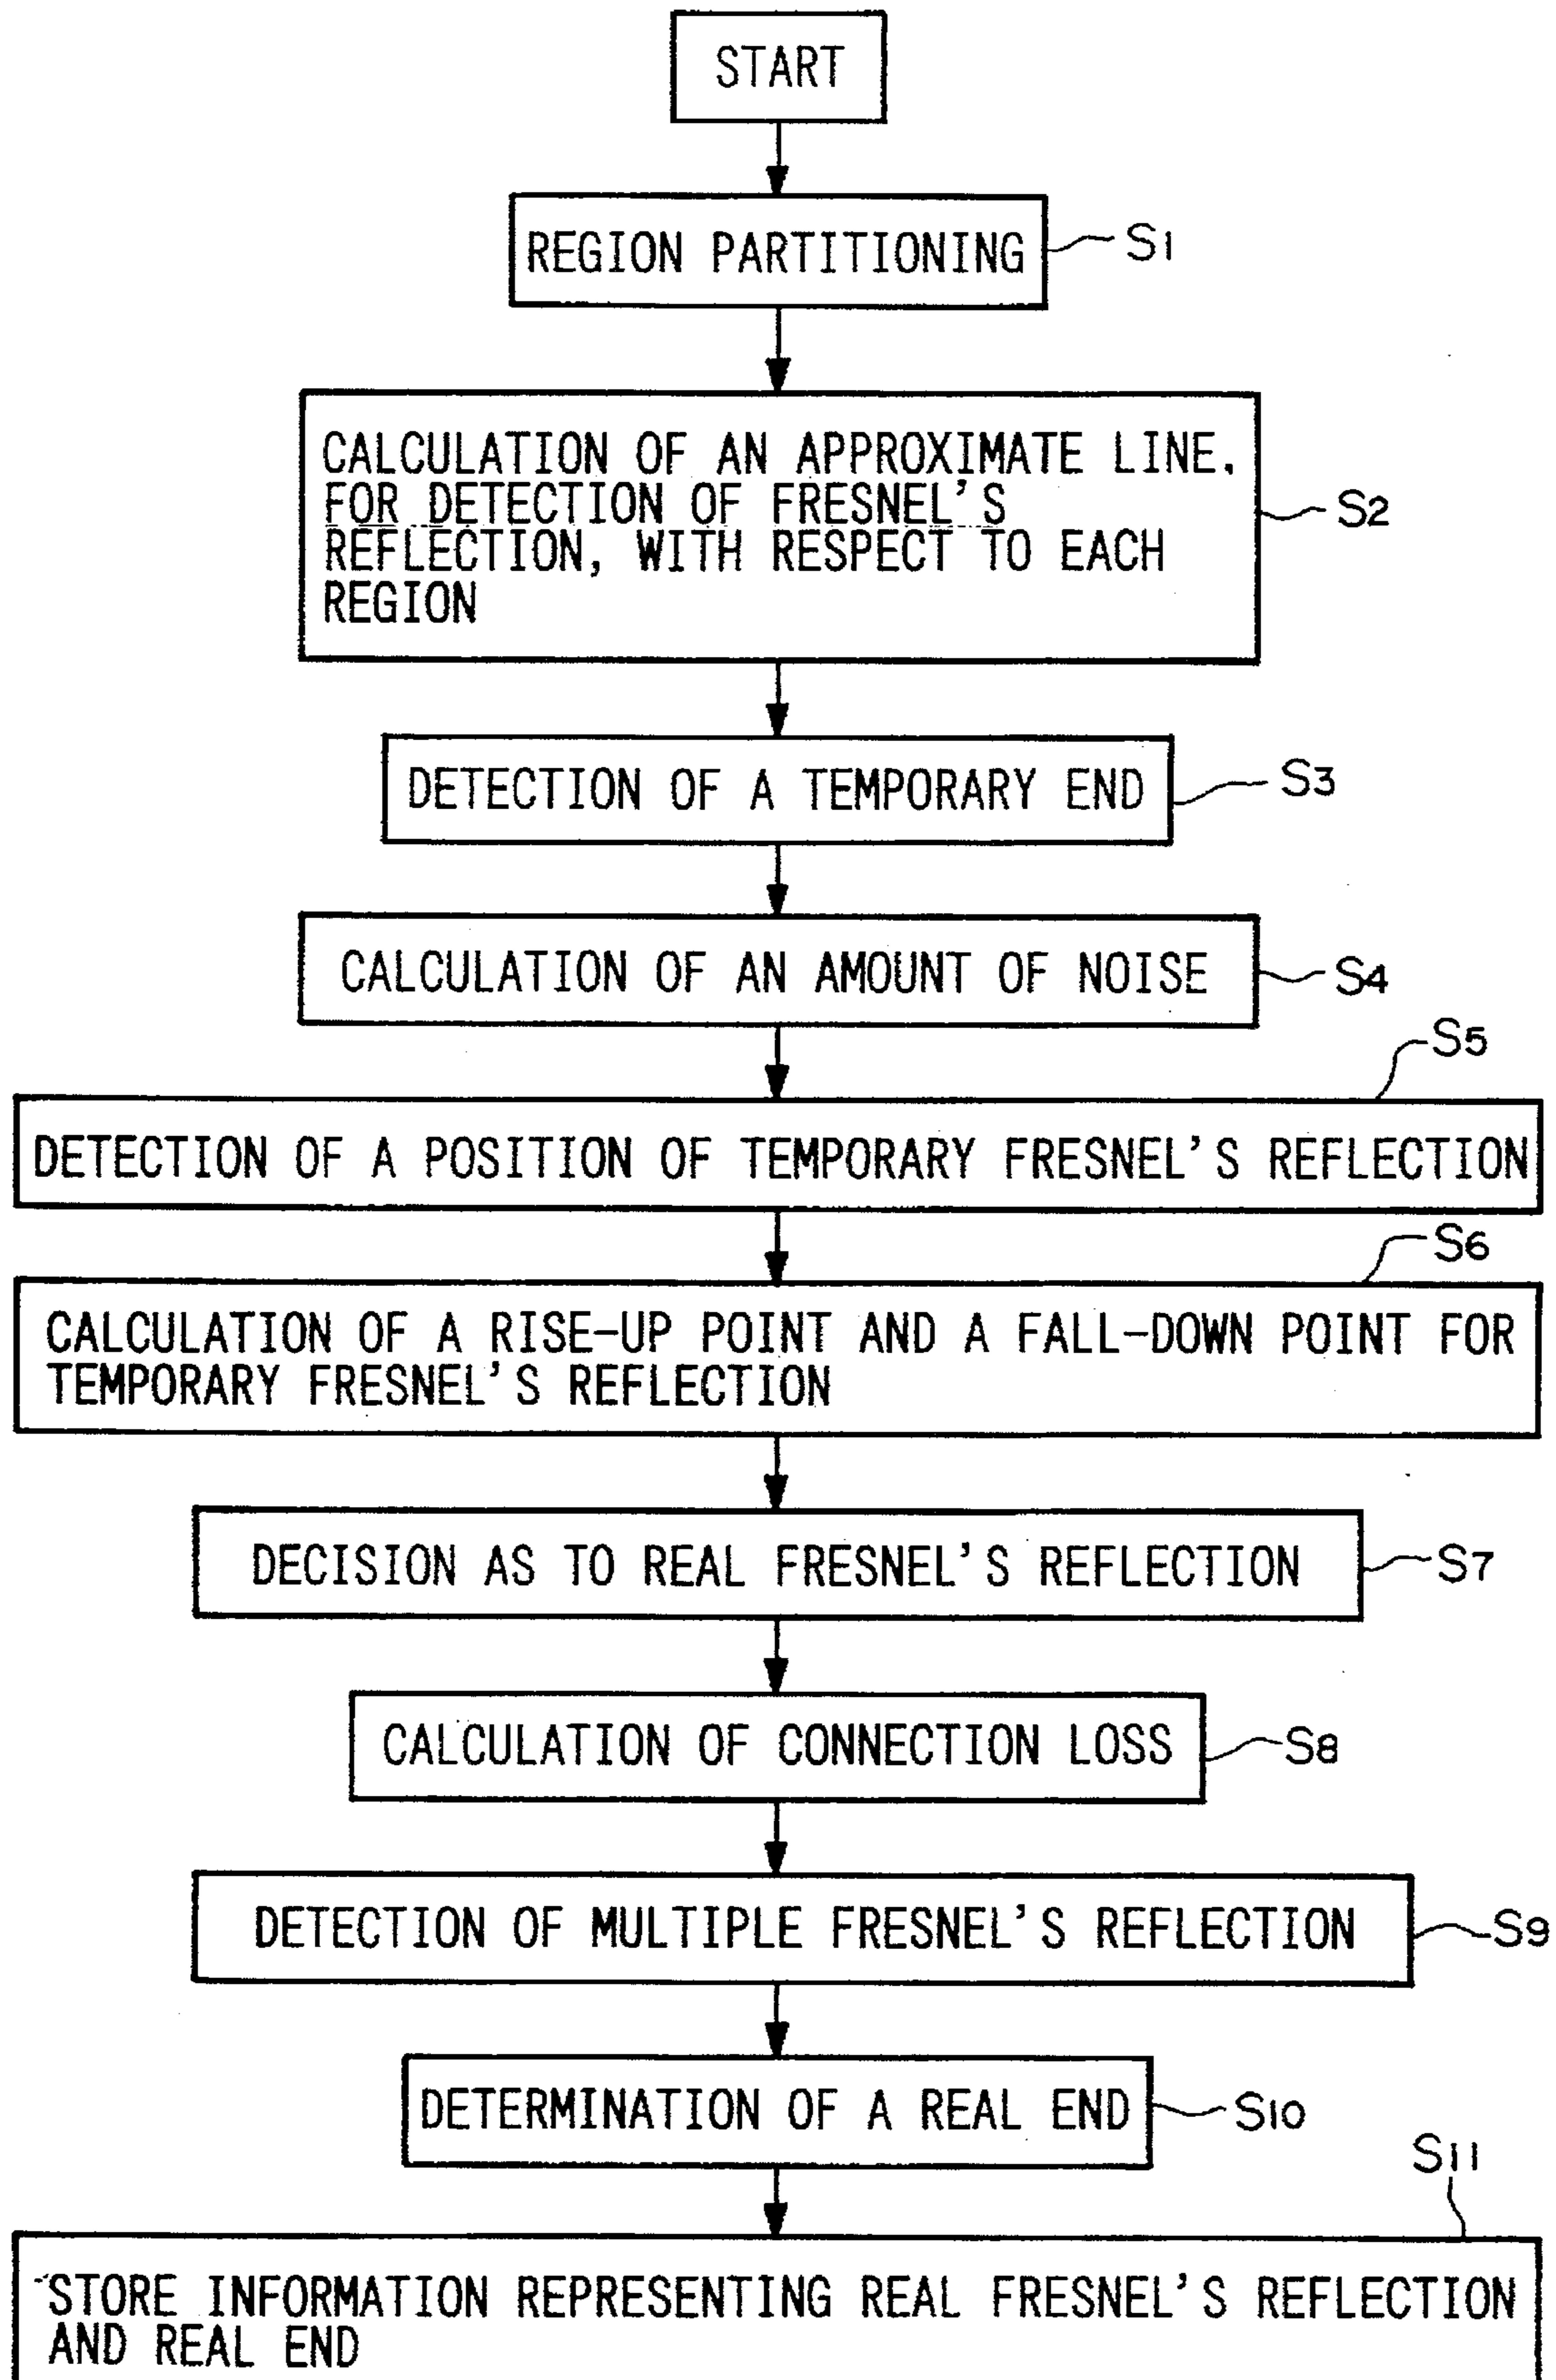 START
REGION PARTITIONING
S1
CALCULATION OF AN APPROXIMATE LINE,
FOR DETECTION OF FRESNEL'S
REFLECTION, WITH RESPECT TO EACH
REGION
S2
DETECTION OF A TEMPORARY END
S3
CALCULATION OF AN AMOUNT OF NOISE
S4
S5
DETECTION OF A POSITION OF TEMPORARY FRESNEL'S REFLECTION
S6
CALCULATION OF A RISE-UP POINT AND A FALL-DOWN POINT FOR
TEMPORARY FRESNEL'S REFLECTION
DECISION AS TO REAL FRESNEL'S REFLECTION
S7
CALCULATION OF CONNECTION LOSS
S8
DETECTION OF MULTIPLE FRESNEL'S REFLECTION
S9
DETERMINATION OF A REAL END
S10
S11
STORE INFORMATION REPRESENTING REAL FRESNEL'S REFLECTION
AND REAL END